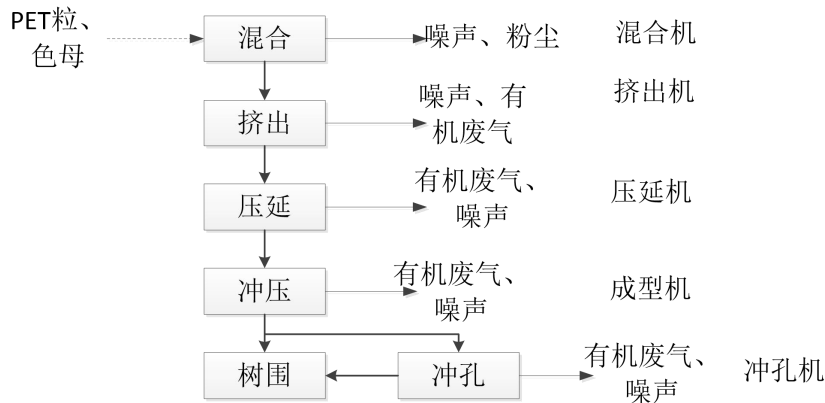 PET粒、
色母
混合
噪声、粉尘
混合机
挤出
噪声、有
机废气
挤出机
压延
有机废气、
噪声
压延机
冲压
有机废气、
噪声
成型机
树围
冲孔
有机废气、
噪声
冲孔机